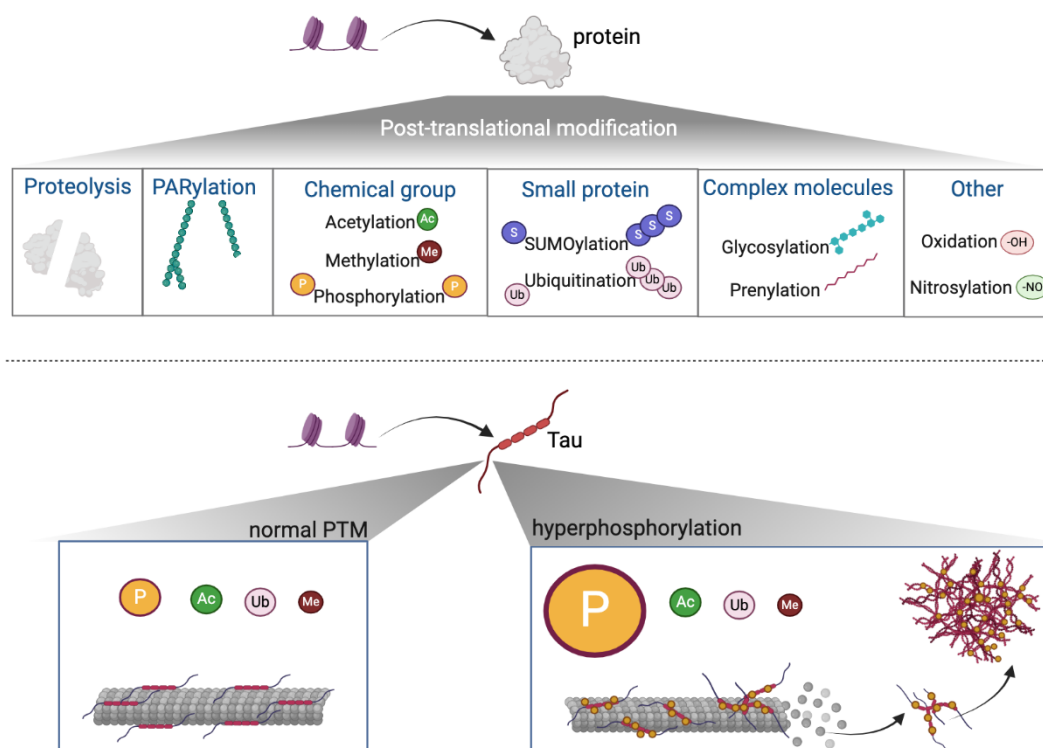 protein
Post-translational modification
Proteolysis
PARylation
Chemical group
Acetylation Ac
Methylation Me
P Phosphorylation P
Small protein
S SUMOylation S S S
Ub Ubiquitination Ub Ub Ub
Complex molecules
Glycosylation
Prenylation
Other
Oxidation -OH
Nitrosylation -NO
Tau
normal PTM
P Ac Ub Me
hyperphosphorylation
P Ac Ub Me